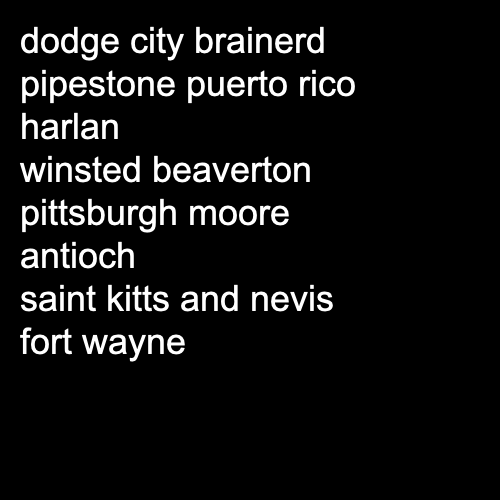 dodge city brainerd
pipestone puerto rico
harlan
winsted beaverton
pittsburgh moore
antioch
saint kitts and nevis
fort wayne